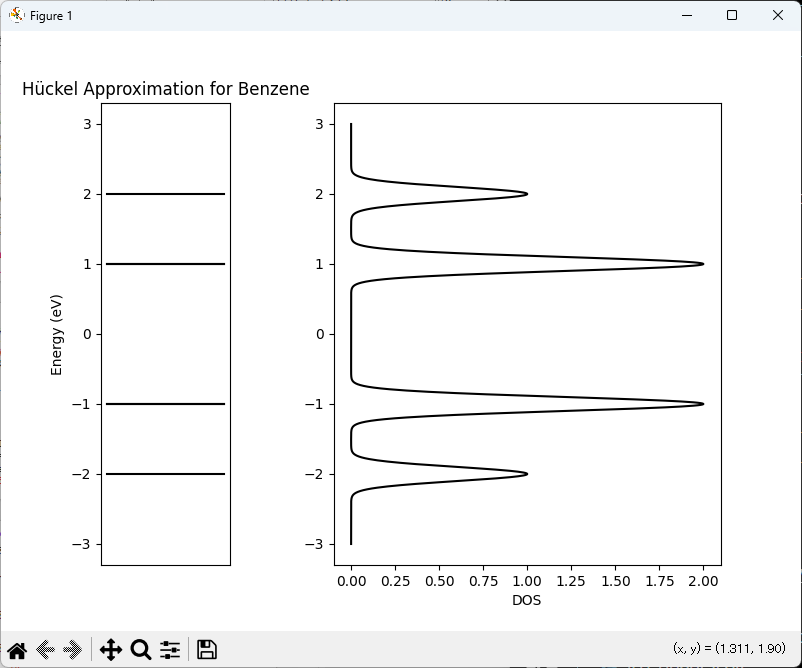 Figure 1
Hückel Approximation for Benzene
Energy (eV)
3
2
1
0
−1
−2
−3
3
2
1
0
−1
−2
−3
0.00 0.25 0.50 0.75 1.00 1.25 1.50 1.75 2.00
DOS
(x, y) = (1.311, 1.90)